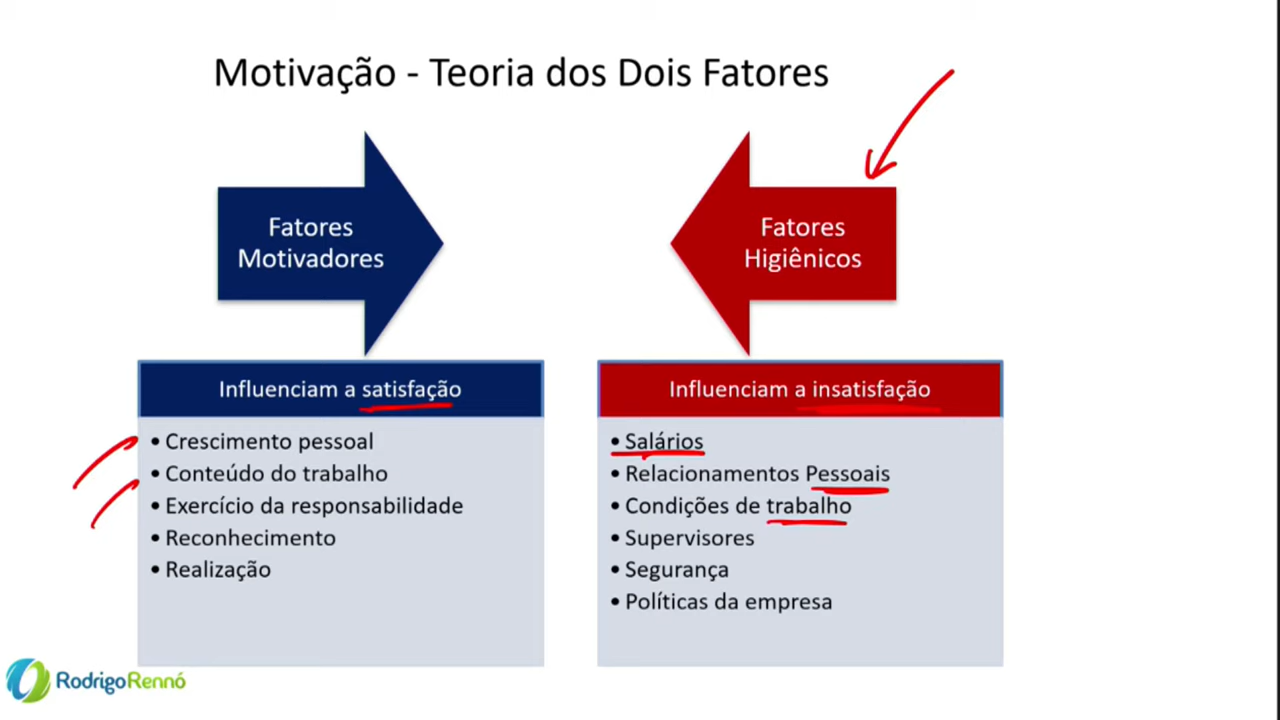 Motivação - Teoria dos Dois Fatores
Fatores
Motivadores
Fatores
Higiênicos
Influenciam a satisfação
• Crescimento pessoal
• Conteúdo do trabalho
• Exercício da responsabilidade
• Reconhecimento
• Realização
Influenciam a insatisfação
• Salários
• Relacionamentos Pessoais
• Condições de trabalho
• Supervisores
• Segurança
• Políticas da empresa
RodrigoRennó